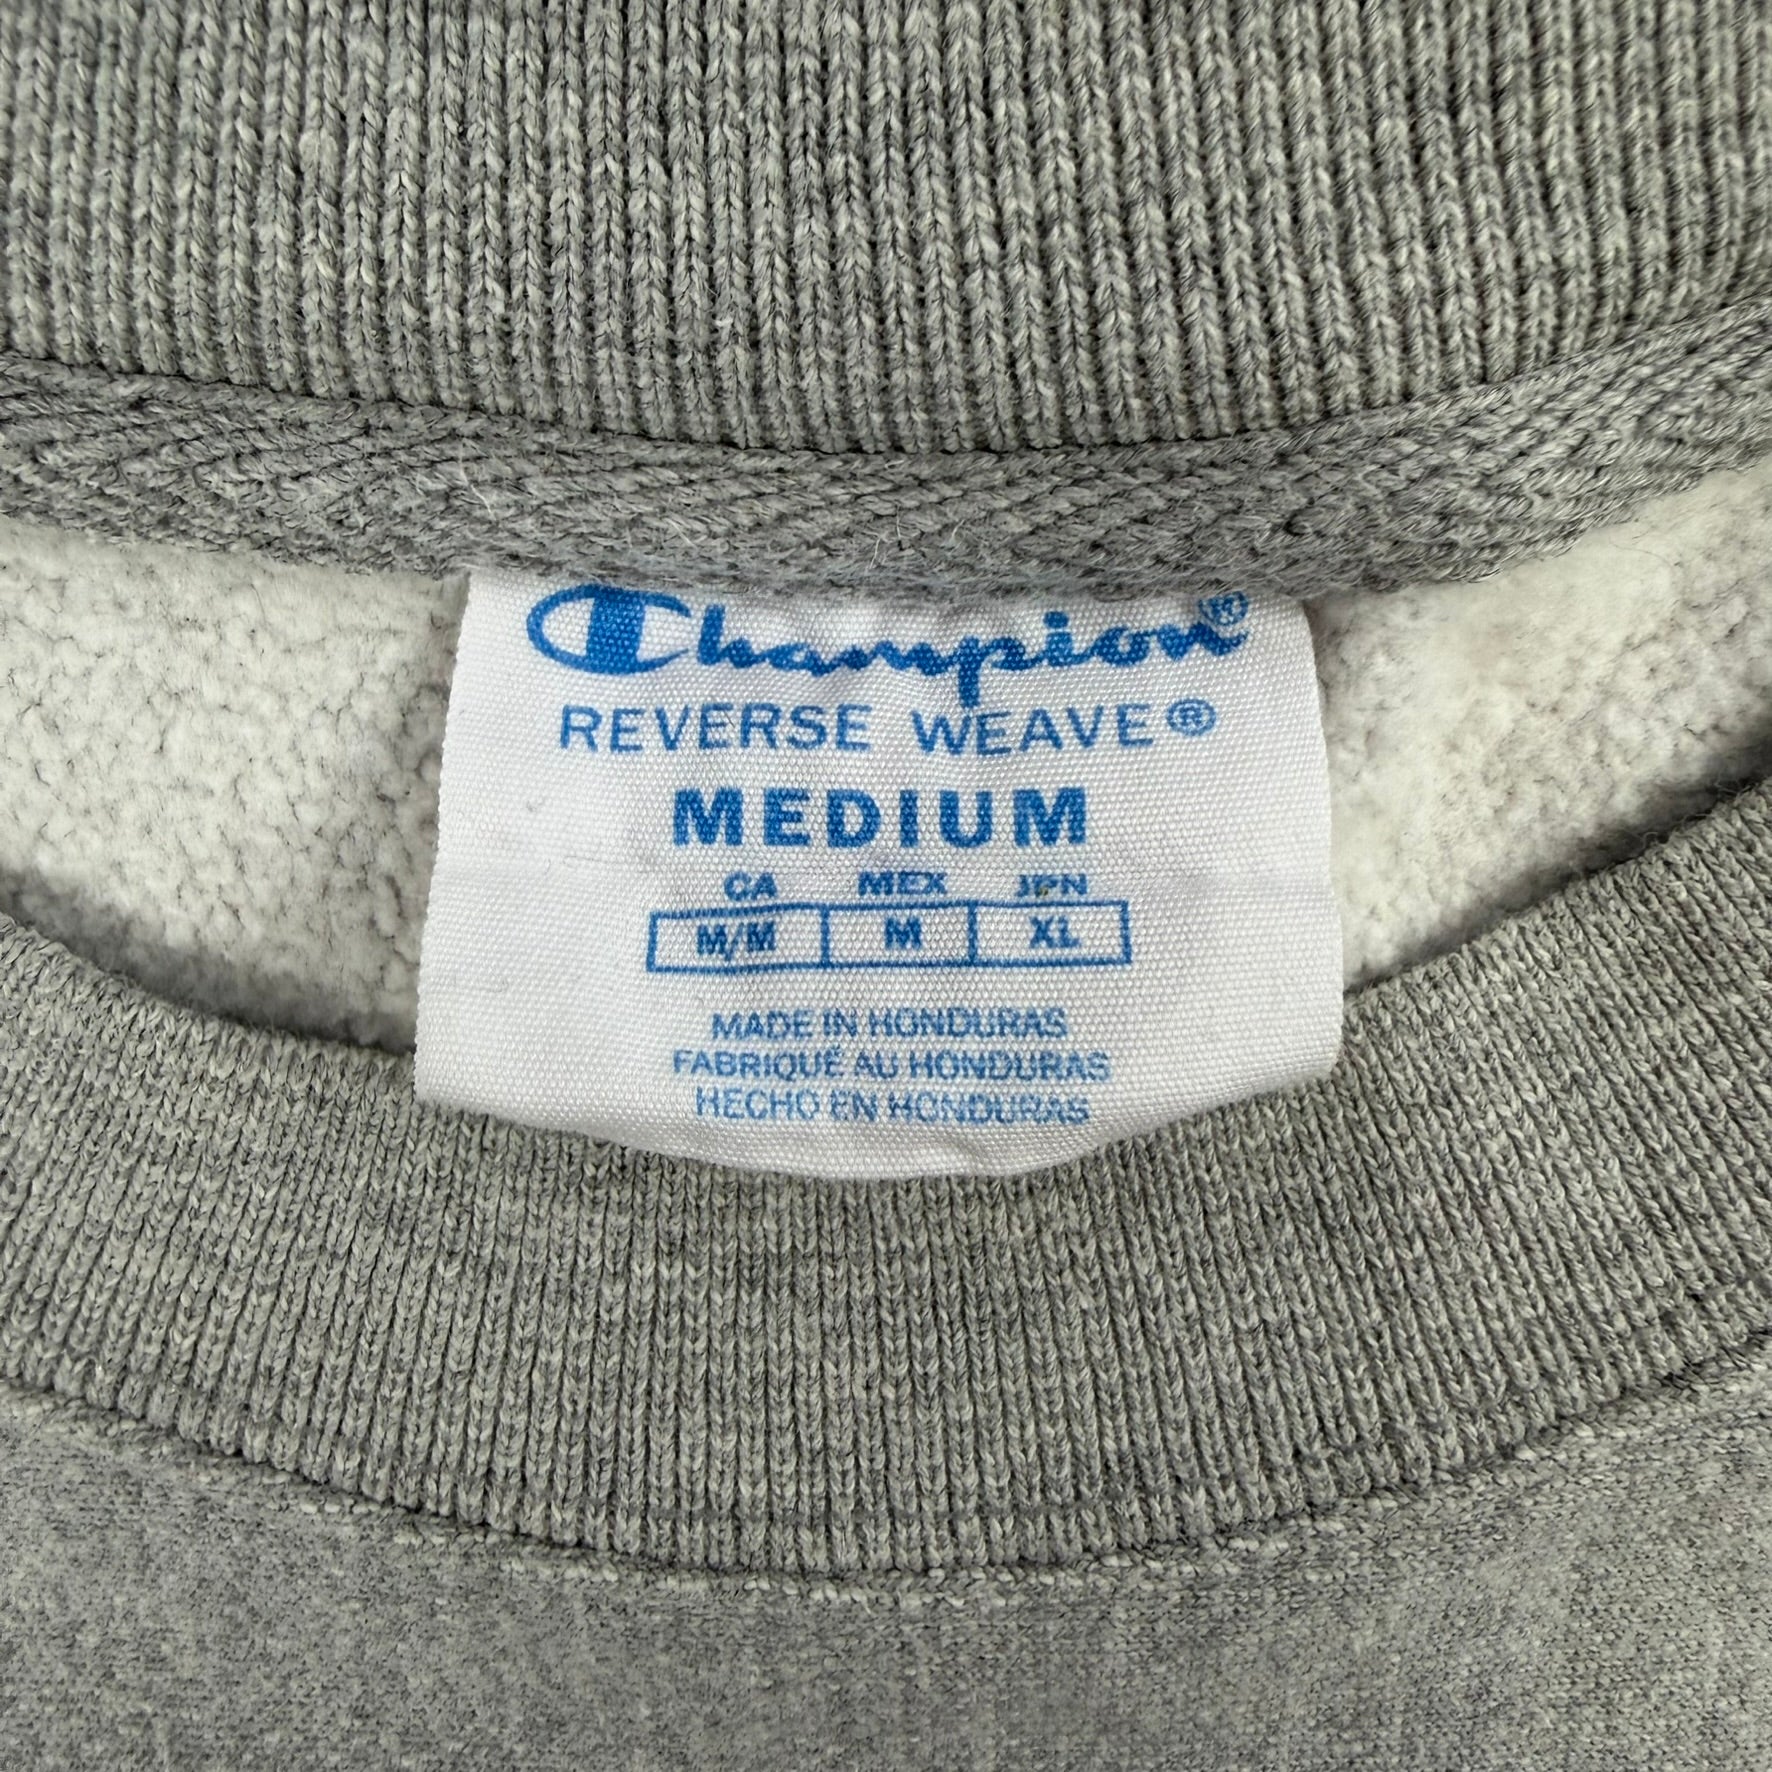 Champion®
REVERSE WEAVE®
MEDIUM
CA MEX JPN
M/M M XL
MADE IN HONDURAS
FABRIQUÉ AU HONDURAS
HECHO EN HONDURAS